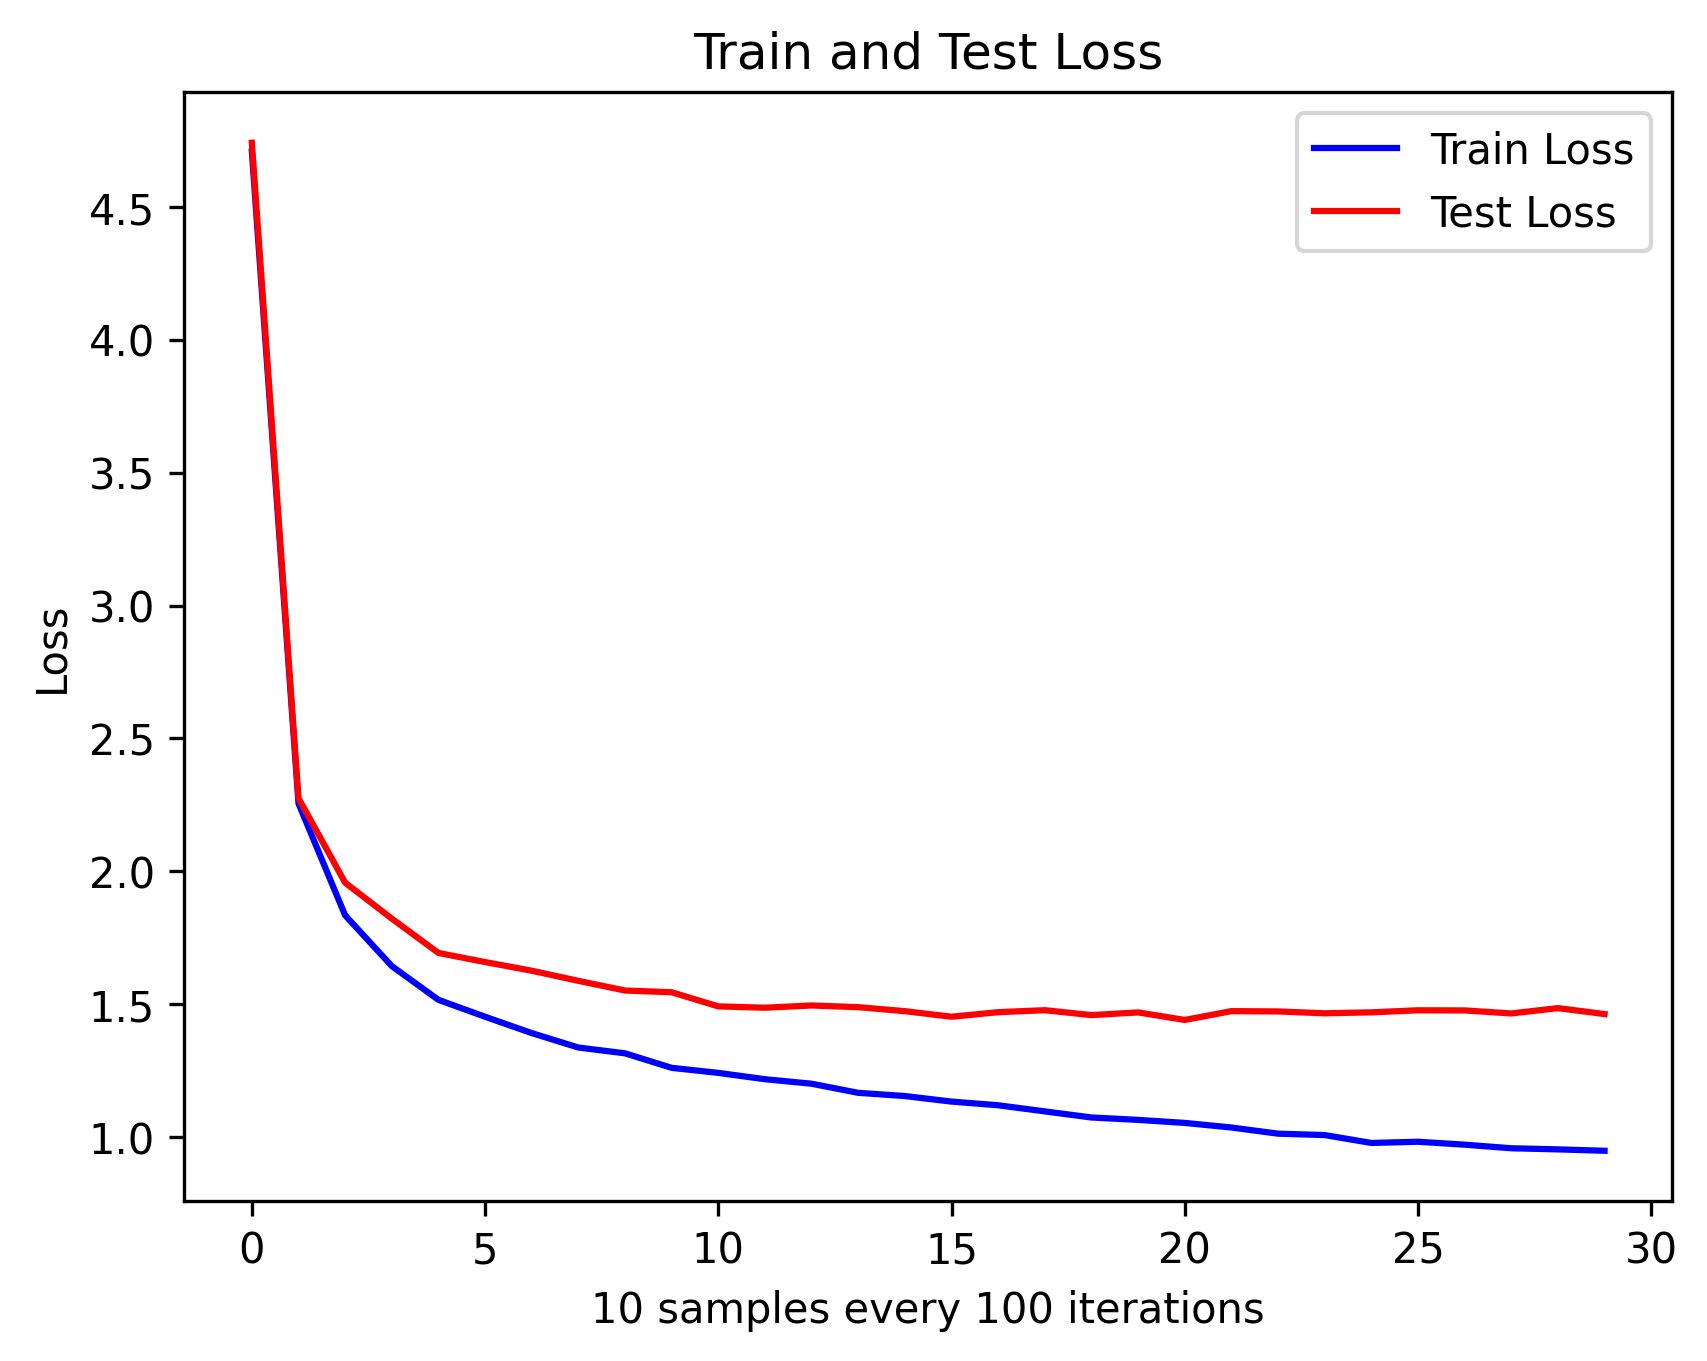 Train and Test Loss
Train Loss
Test Loss
4.5
4.0
3.5
3.0
2.5
2.0
1.5
1.0
Loss
0 5 10 15 20 25 30
10 samples every 100 iterations